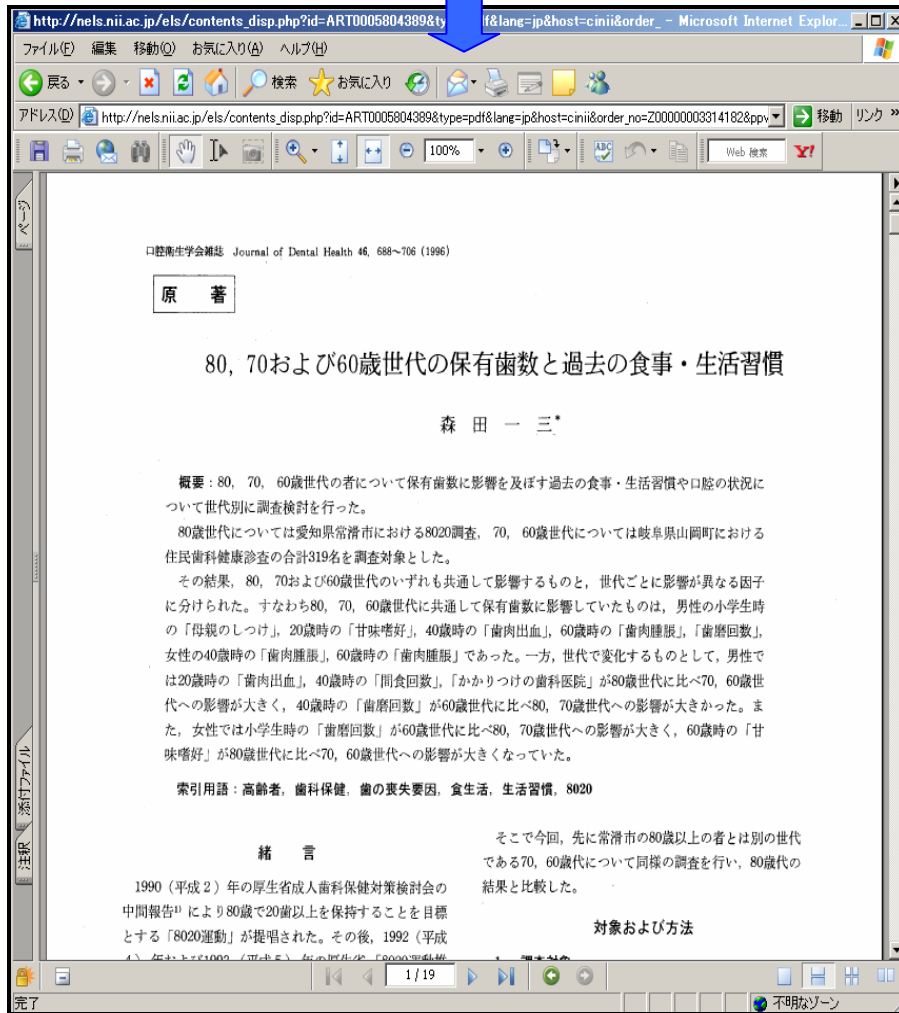 http://nels.nii.ac.jp/els/contents_disp.php?id=ART0005804389&ty pdf&lang=jp&host=cinii&order_ - Microsoft Internet Explor...
ファイル(F) 編集 移動(O) お気に入り(A) ヘルプ(H)
戻る 検索 お気に入り
アドレス(D) http://nels.nii.ac.jp/els/contents_disp.php?id=ART0005804389&type=pdf&lang=jp&host=cinii&order_no=Z00000003314182&ppv 移動 リンク »
100% ABC Web 検索 Y!
ページ
口腔衛生学会雑誌 Journal of Dental Health 46, 688~706 (1996)
原 著
80, 70および60歳世代の保有歯数と過去の食事・生活習慣
森 田 一 三*
概要:80, 70, 60歳世代の者について保有歯数に影響を及ぼす過去の食事・生活習慣や口腔の状況に
ついて世代別に調査検討を行った。
80歳世代については愛知県常滑市における8020調査, 70, 60歳世代については岐阜県山岡町における
住民歯科健康診査の合計319名を調査対象とした。
その結果, 80, 70および60歳世代のいずれも共通して影響するものと, 世代ごとに影響が異なる因子
に分けられた。すなわち80, 70, 60歳世代に共通して保有歯数に影響していたものは, 男性の小学生時
の「母親のしつけ」, 20歳時の「甘味嗜好」, 40歳時の「歯肉出血」, 60歳時の「歯肉腫脹」, 「歯磨回数」,
女性の40歳時の「歯肉腫脹」, 60歳時の「歯肉腫脹」であった。一方, 世代で変化するものとして, 男性で
は20歳時の「歯肉出血」, 40歳時の「間食回数」, 「かかりつけの歯科医院」が80歳世代に比べ70, 60歳世
代への影響が大きく, 40歳時の「歯磨回数」が60歳世代に比べ80, 70歳世代への影響が大きかった。ま
た, 女性では小学生時の「歯磨回数」が60歳世代に比べ80, 70歳世代への影響が大きく, 60歳時の「甘
味嗜好」が80歳世代に比べ70, 60歳世代への影響が大きくなっていた。
索引用語:高齢者, 歯科保健, 歯の喪失要因, 食生活, 生活習慣, 8020
緒 言
1990(平成2)年の厚生省成人歯科保健対策検討会の
中間報告1) により80歳で20歯以上を保持することを目標
とする「8020運動」が提唱された。その後, 1992(平成
4)年および1993(平成5)年の厚生省「8020運動推
そこで今回, 先に常滑市の80歳以上の者とは別の世代
である70, 60歳代について同様の調査を行い, 80歳代の
結果と比較した。
対象および方法
1. 調査対象
添付ファイル
注釈
1/19
完了 不明なゾーン